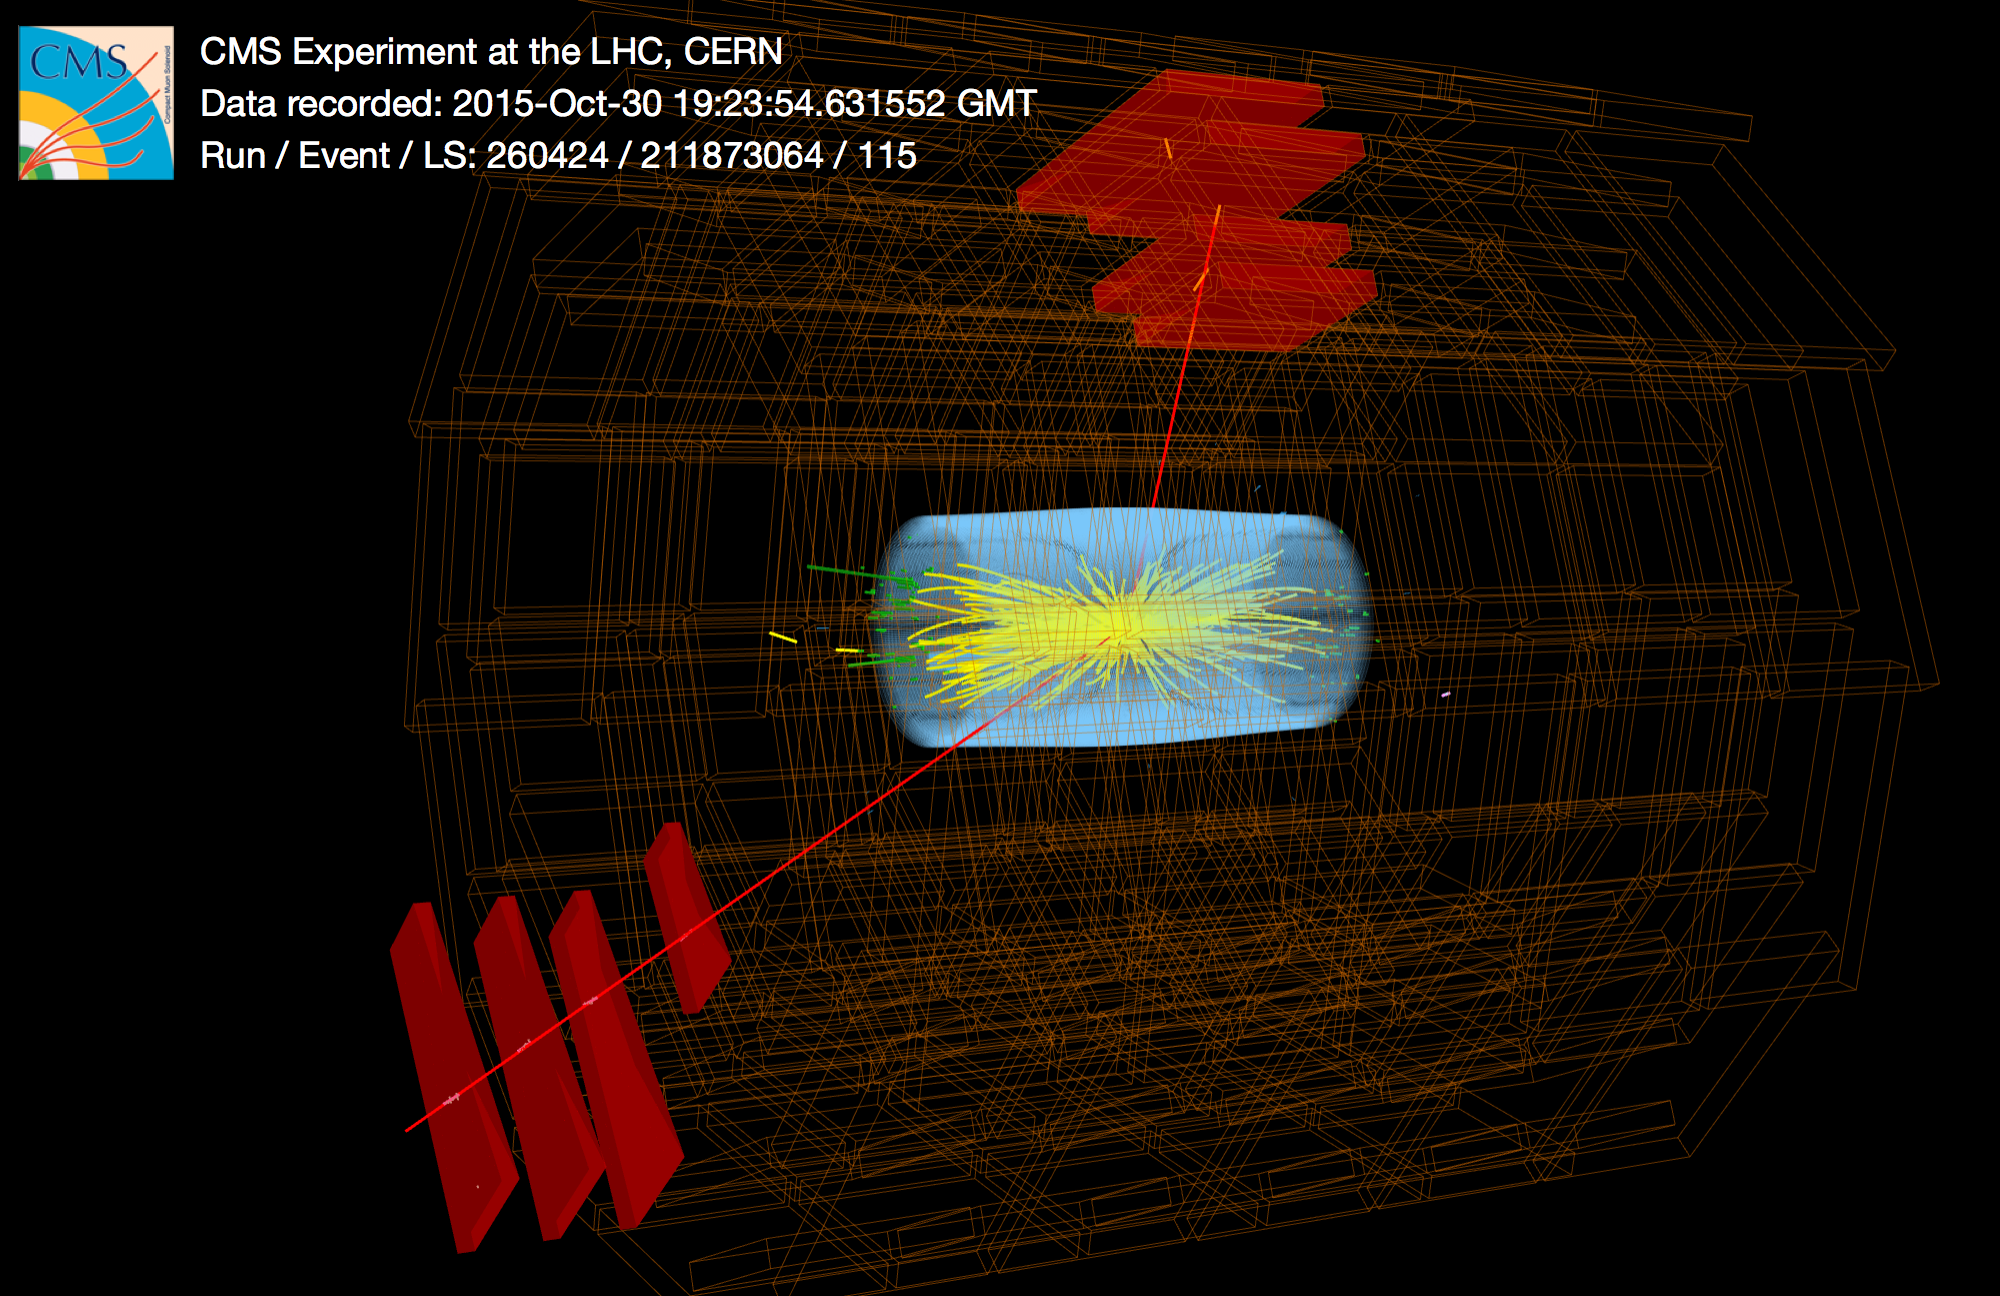 CMS
Compact Muon Solenoid
CMS Experiment at the LHC, CERN
Data recorded: 2015-Oct-30 19:23:54.631552 GMT
Run / Event / LS: 260424 / 211873064 / 115